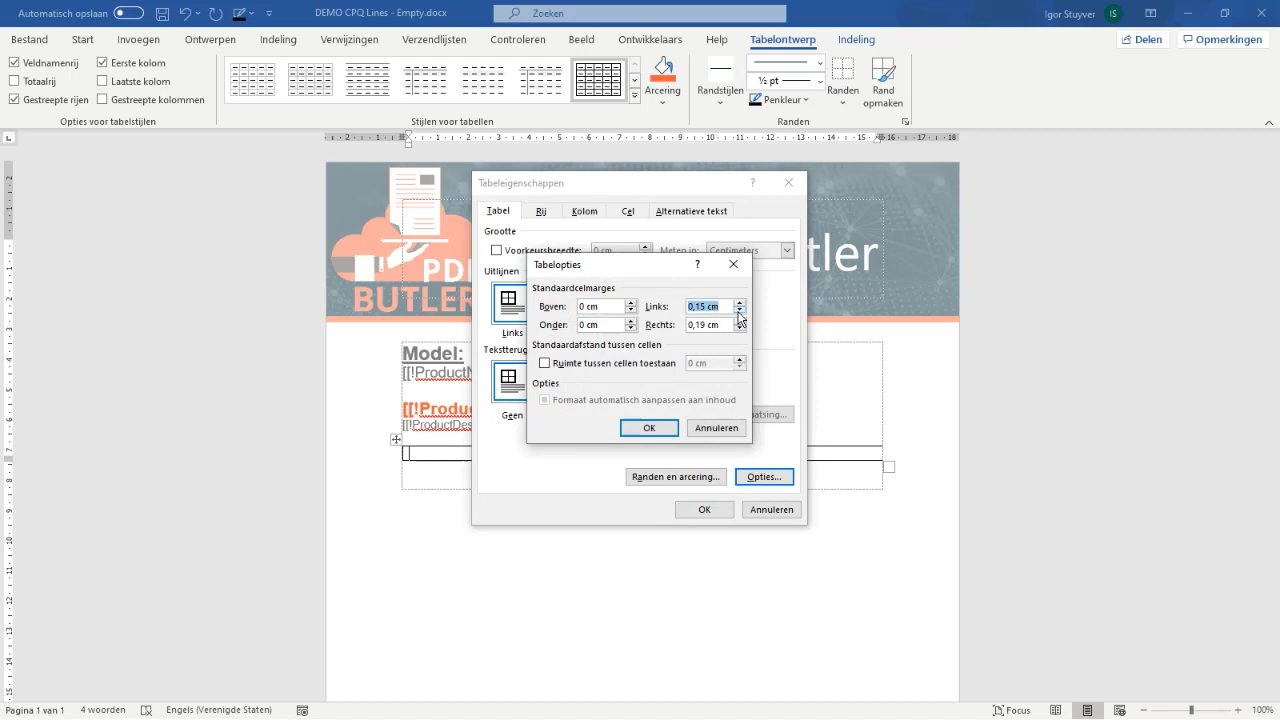 Automatisch opslaan
DEMO CPQ Lines - Empty.docx
Zoeken
Igor Stuyver
IS
Bestand Start Invoegen Ontwerpen Indeling Verwijzingen Verzendlijsten Controleren Beeld Ontwikkelaars Help Tabelontwerp Indeling
Delen
Opmerkingen
Veldnamenrij
Eerste kolom
Totaalrij
Laatste kolom
Gestreepte rijen
Gestreepte kolommen
Opties voor tabelstijlen
Stijlen voor tabellen
Arcering
Randstijlen
½ pt
Penkleur
Randen
Rand
opmaken
Randen
PDF
BUTLER
tler
Tabeleigenschappen
Tabel Rij Kolom Cel Alternatieve tekst
Grootte
Voorkeursbreedte: 0 cm Meten in: Centimeters
Uitlijnen
Links
Geen
Tabelopties
Standaardcelmarges
Boven: 0 cm Links: 0,15 cm
Onder: 0 cm Rechts: 0,19 cm
Standaardafstand tussen cellen
Ruimte tussen cellen toestaan 0 cm
Opties
Formaat automatisch aanpassen aan inhoud
OK Annuleren
Randen en arcering... Opties...
OK Annuleren
Model:
Pagina 1 van 1 4 woorden Engels (Verenigde Staten)
Focus
100%